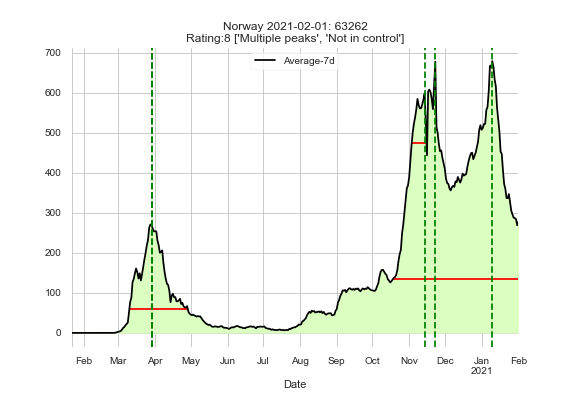 Norway 2021-02-01: 63262
Rating:8 ['Multiple peaks', 'Not in control']
Average-7d
700
600
500
400
300
200
100
0
Feb Mar Apr May Jun Jul Aug Sep Oct Nov Dec Jan Feb
2021
Date